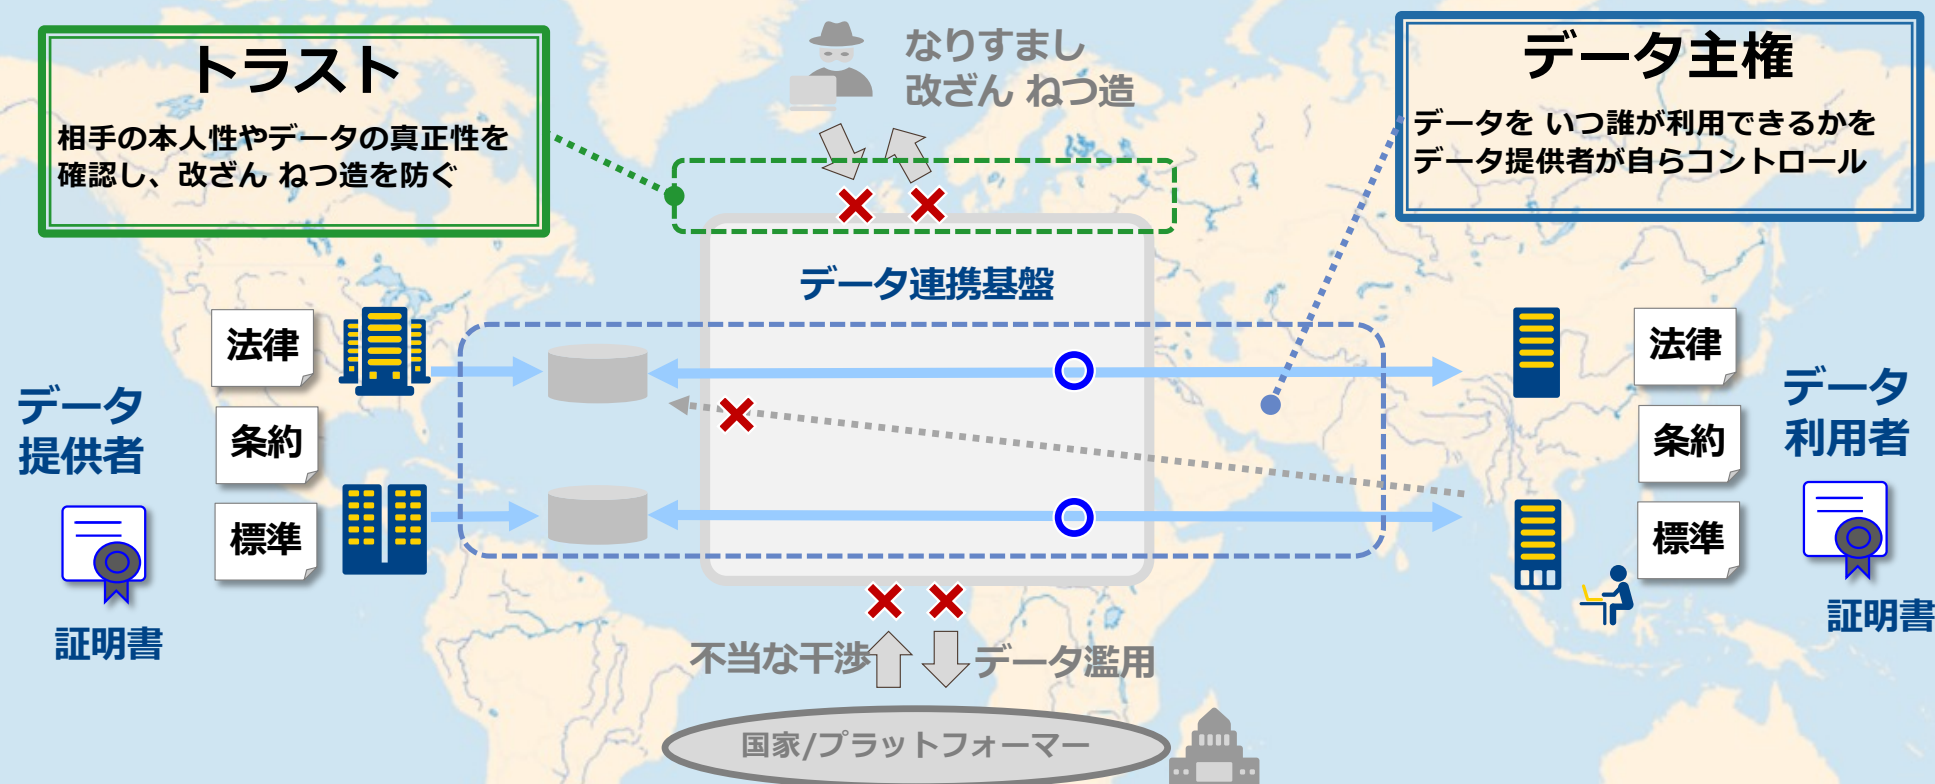 トラスト
相手の本人性やデータの真正性を
確認し、改ざん ねつ造を防ぐ
なりすまし
改ざん ねつ造
データ主権
データを いつ誰が利用できるかを
データ提供者が自らコントロール
データ連携基盤
データ
提供者
証明書
法律
条約
標準
法律
条約
標準
データ
利用者
証明書
不当な干渉
データ濫用
国家/プラットフォーマー